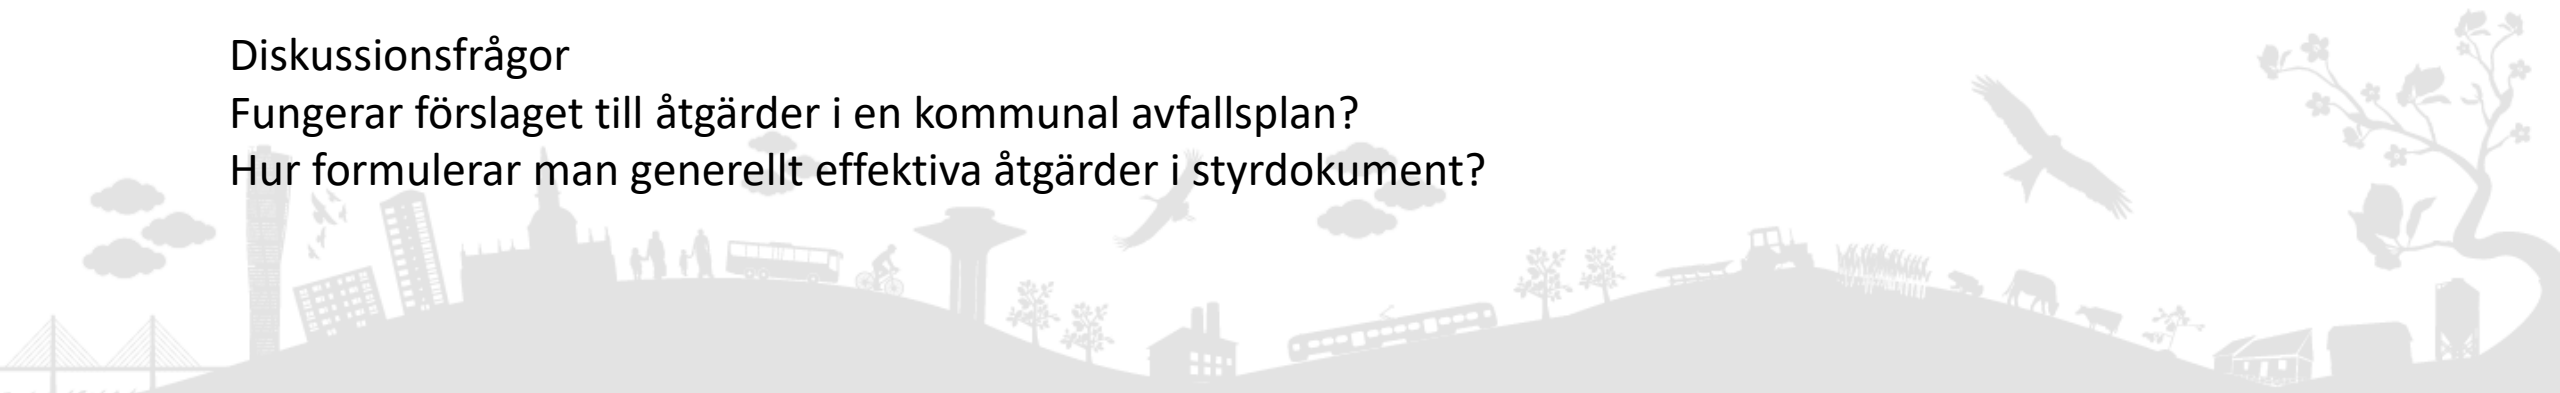 Diskussionsfrågor
Fungerar förslaget till åtgärder i en kommunal avfallsplan?
Hur formulerar man generellt effektiva åtgärder i styrdokument?